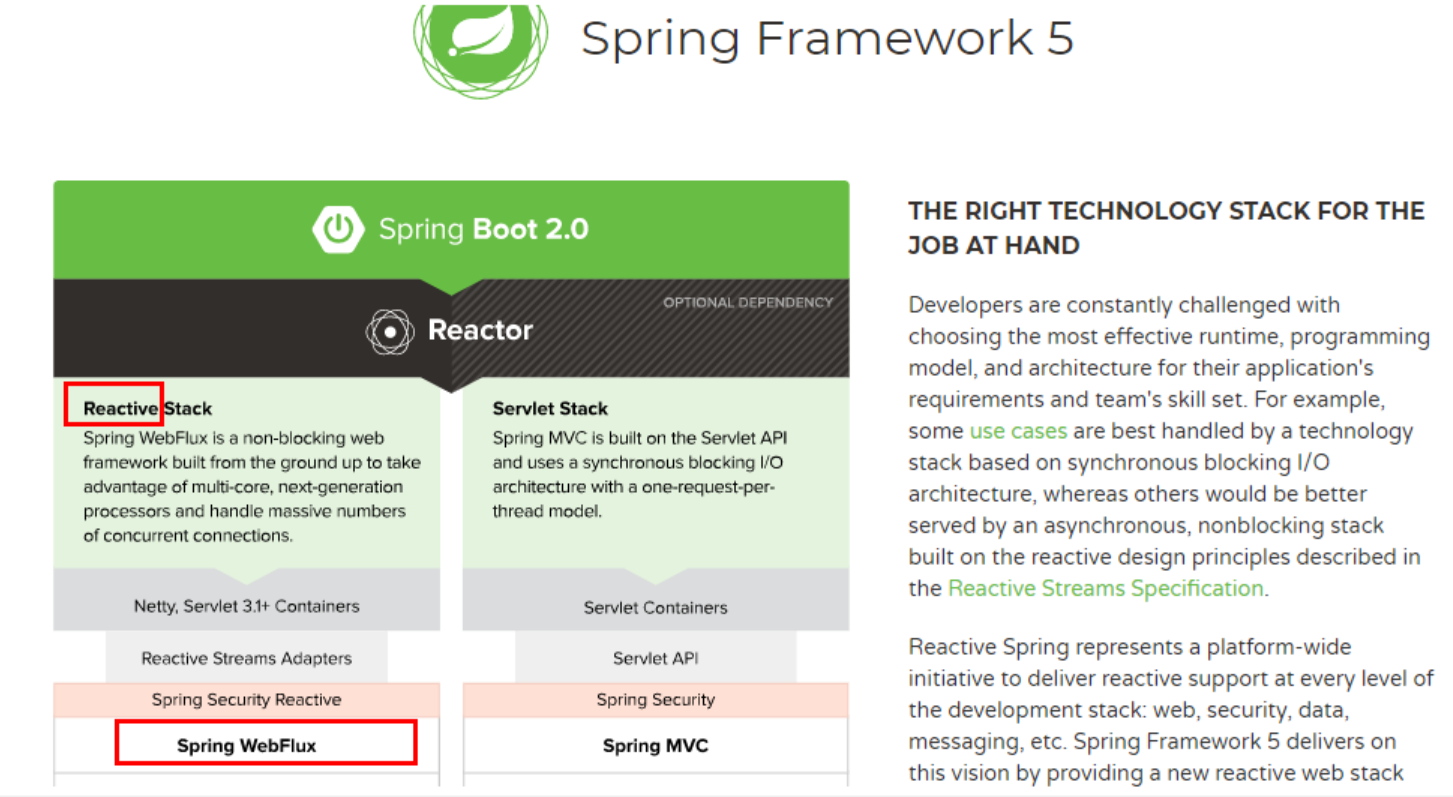 Spring Framework 5
Spring Boot 2.0
OPTIONAL DEPENDENCY
Reactor
Reactive Stack
Spring WebFlux is a non-blocking web
framework built from the ground up to take
advantage of multi-core, next-generation
processors and handle massive numbers
of concurrent connections.
Servlet Stack
Spring MVC is built on the Servlet API
and uses a synchronous blocking I/O
architecture with a one-request-per-
thread model.
Netty, Servlet 3.1+ Containers
Servlet Containers
Reactive Streams Adapters
Servlet API
Spring Security Reactive
Spring Security
Spring WebFlux
Spring MVC
THE RIGHT TECHNOLOGY STACK FOR THE
JOB AT HAND
Developers are constantly challenged with
choosing the most effective runtime, programming
model, and architecture for their application's
requirements and team's skill set. For example,
some use cases are best handled by a technology
stack based on synchronous blocking I/O
architecture, whereas others would be better
served by an asynchronous, nonblocking stack
built on the reactive design principles described in
the Reactive Streams Specification.
Reactive Spring represents a platform-wide
initiative to deliver reactive support at every level of
the development stack: web, security, data,
messaging, etc. Spring Framework 5 delivers on
this vision by providing a new reactive web stack